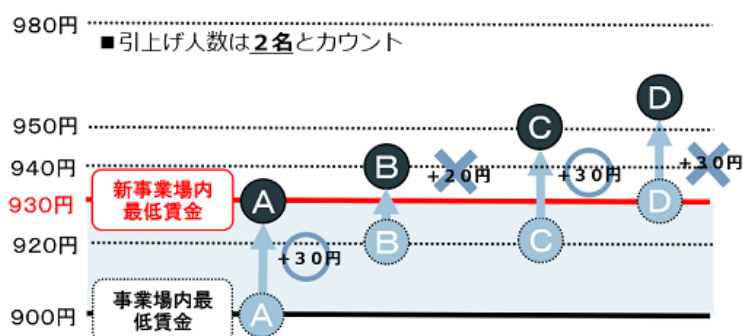 980円
■引上げ人数は2名とカウント
950円
940円
930円
920円
900円
新事業場内
最低賃金
事業場内最
低賃金
A
A
+30円
B
B
+20円
C
C
+30円
D
D
+30円